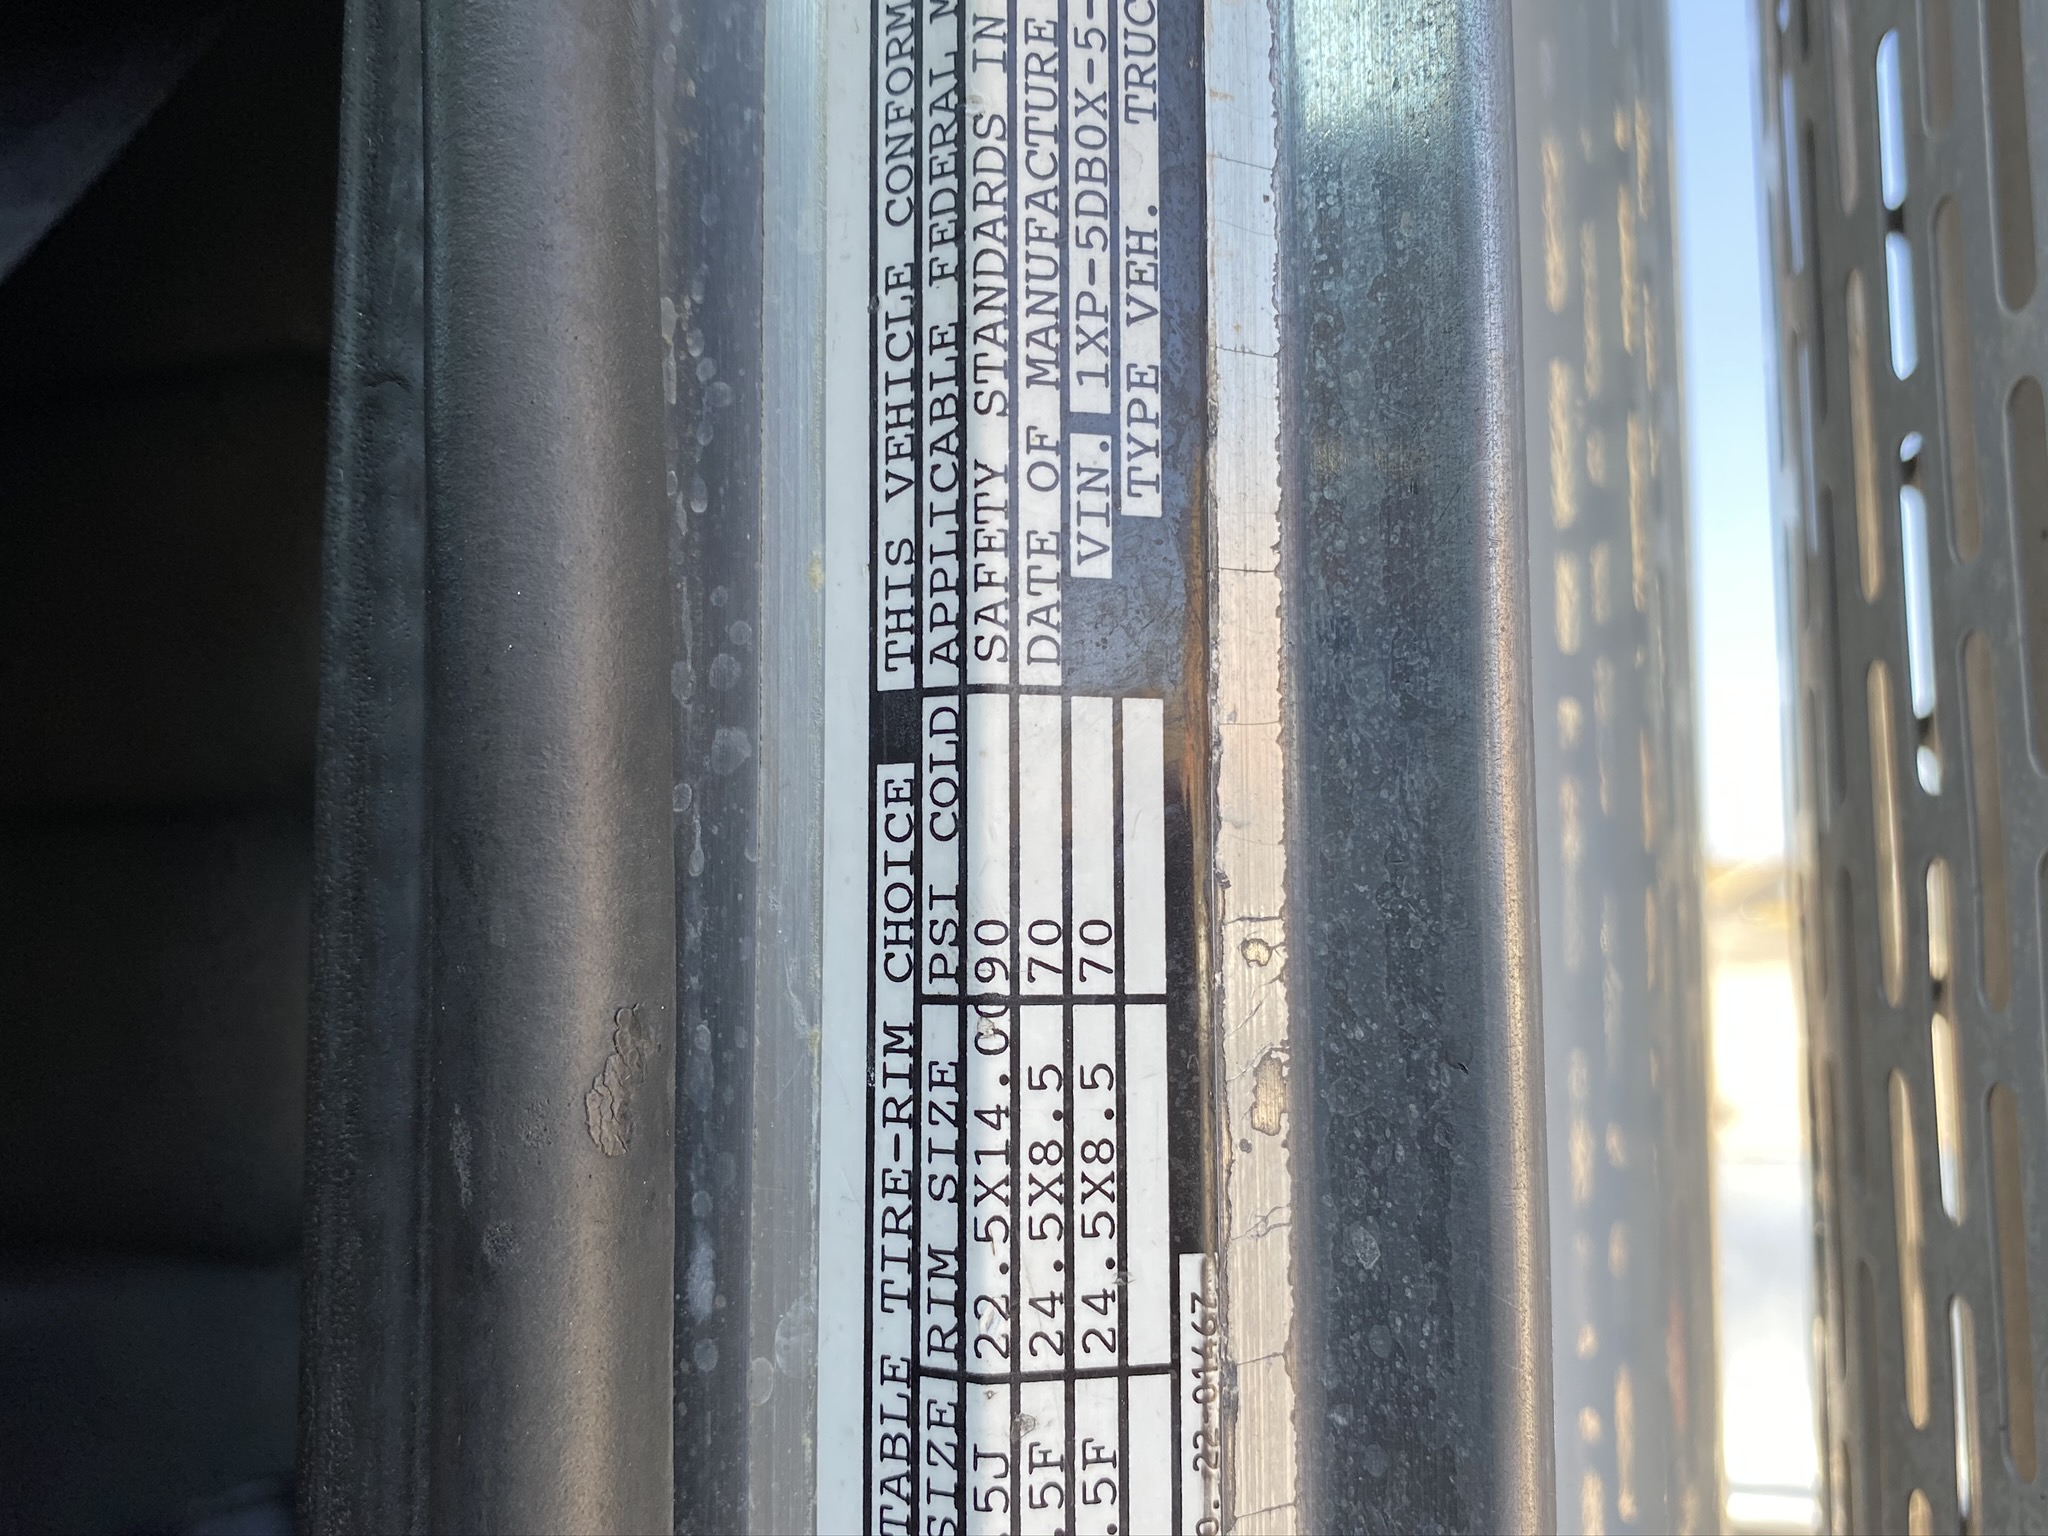 TABLE TIRE-RIM CHOICE
SIZE RIM SIZE PSI COLD
5J 22.5X14.00 90
.5F 24.5X8.5 70
.5F 24.5X8.5 70
O. 22-01467
THIS VEHICLE CONFORM
APPLICABLE FEDERAL M
SAFETY STANDARDS IN
DATE OF MANUFACTURE
VIN. 1XP-5DB0X-5-
TYPE VEH. TRUC